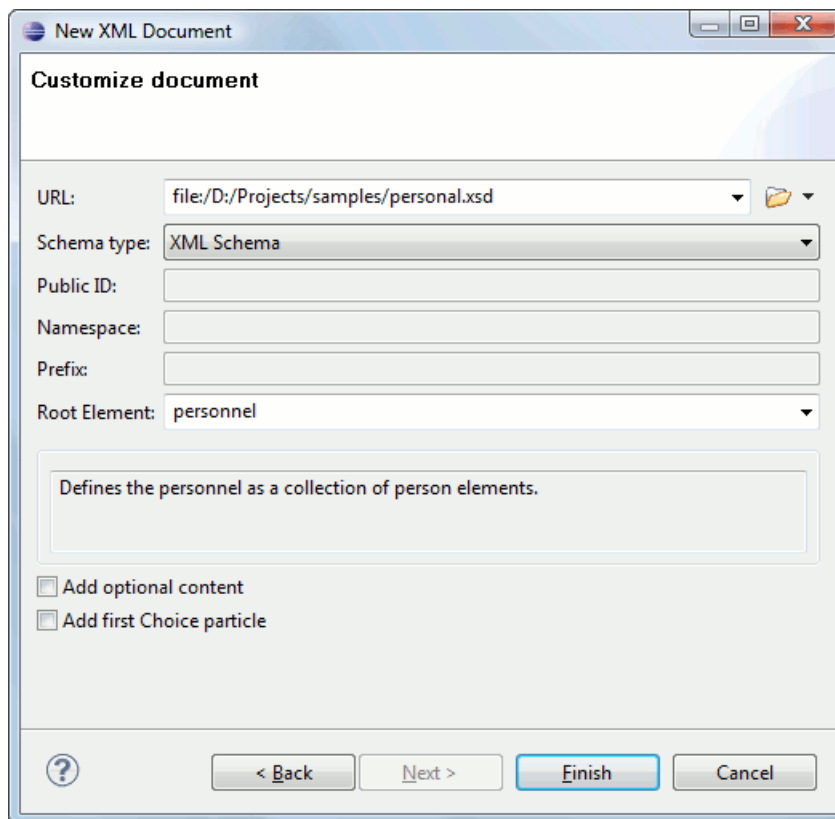 New XML Document
Customize document
URL: file:/D:/Projects/samples/personal.xsd
Schema type: XML Schema
Public ID:
Namespace:
Prefix:
Root Element: personnel
Defines the personnel as a collection of person elements.
Add optional content
Add first Choice particle
? < Back Next > Finish Cancel